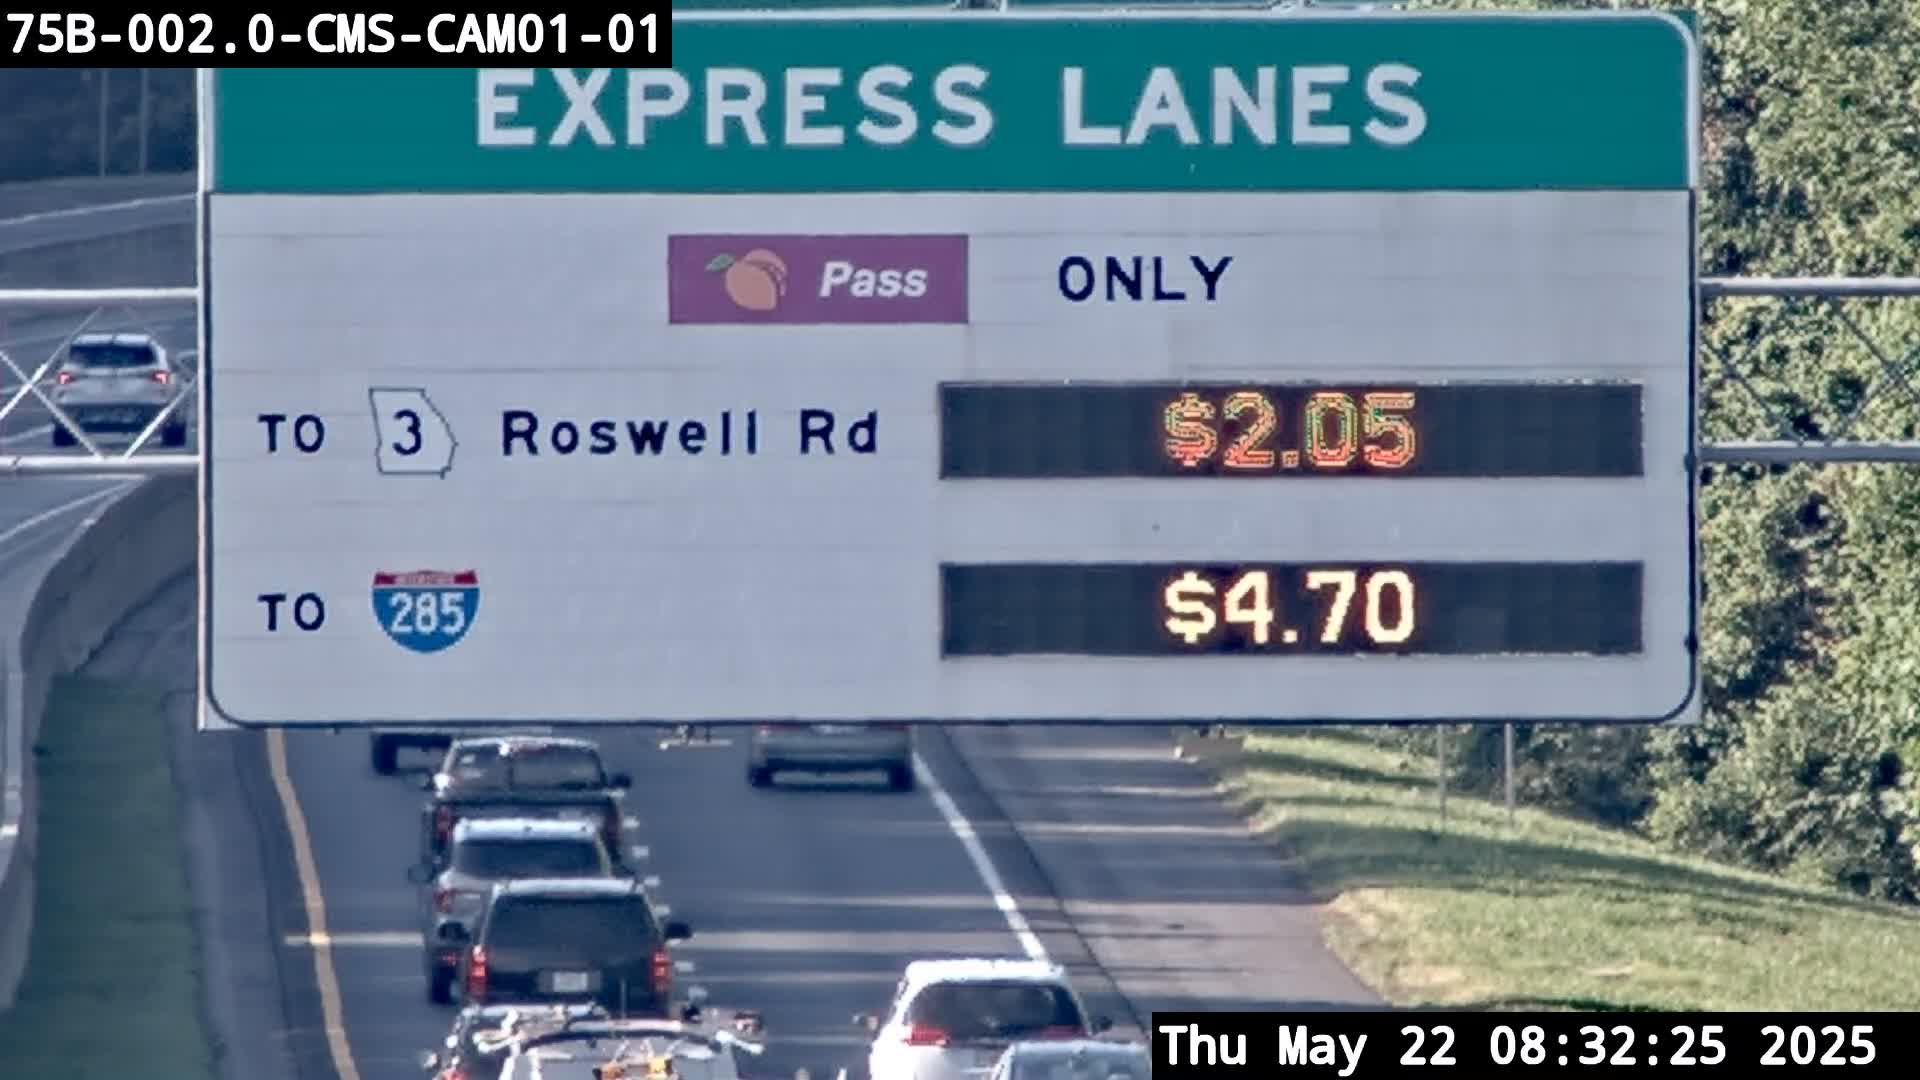 75B-002.0-CMS-CAM01-01
EXPRESS LANES
Pass ONLY
TO 3 Roswell Rd $2.05
TO 285 $4.70
Thu May 22 08:32:25 2025